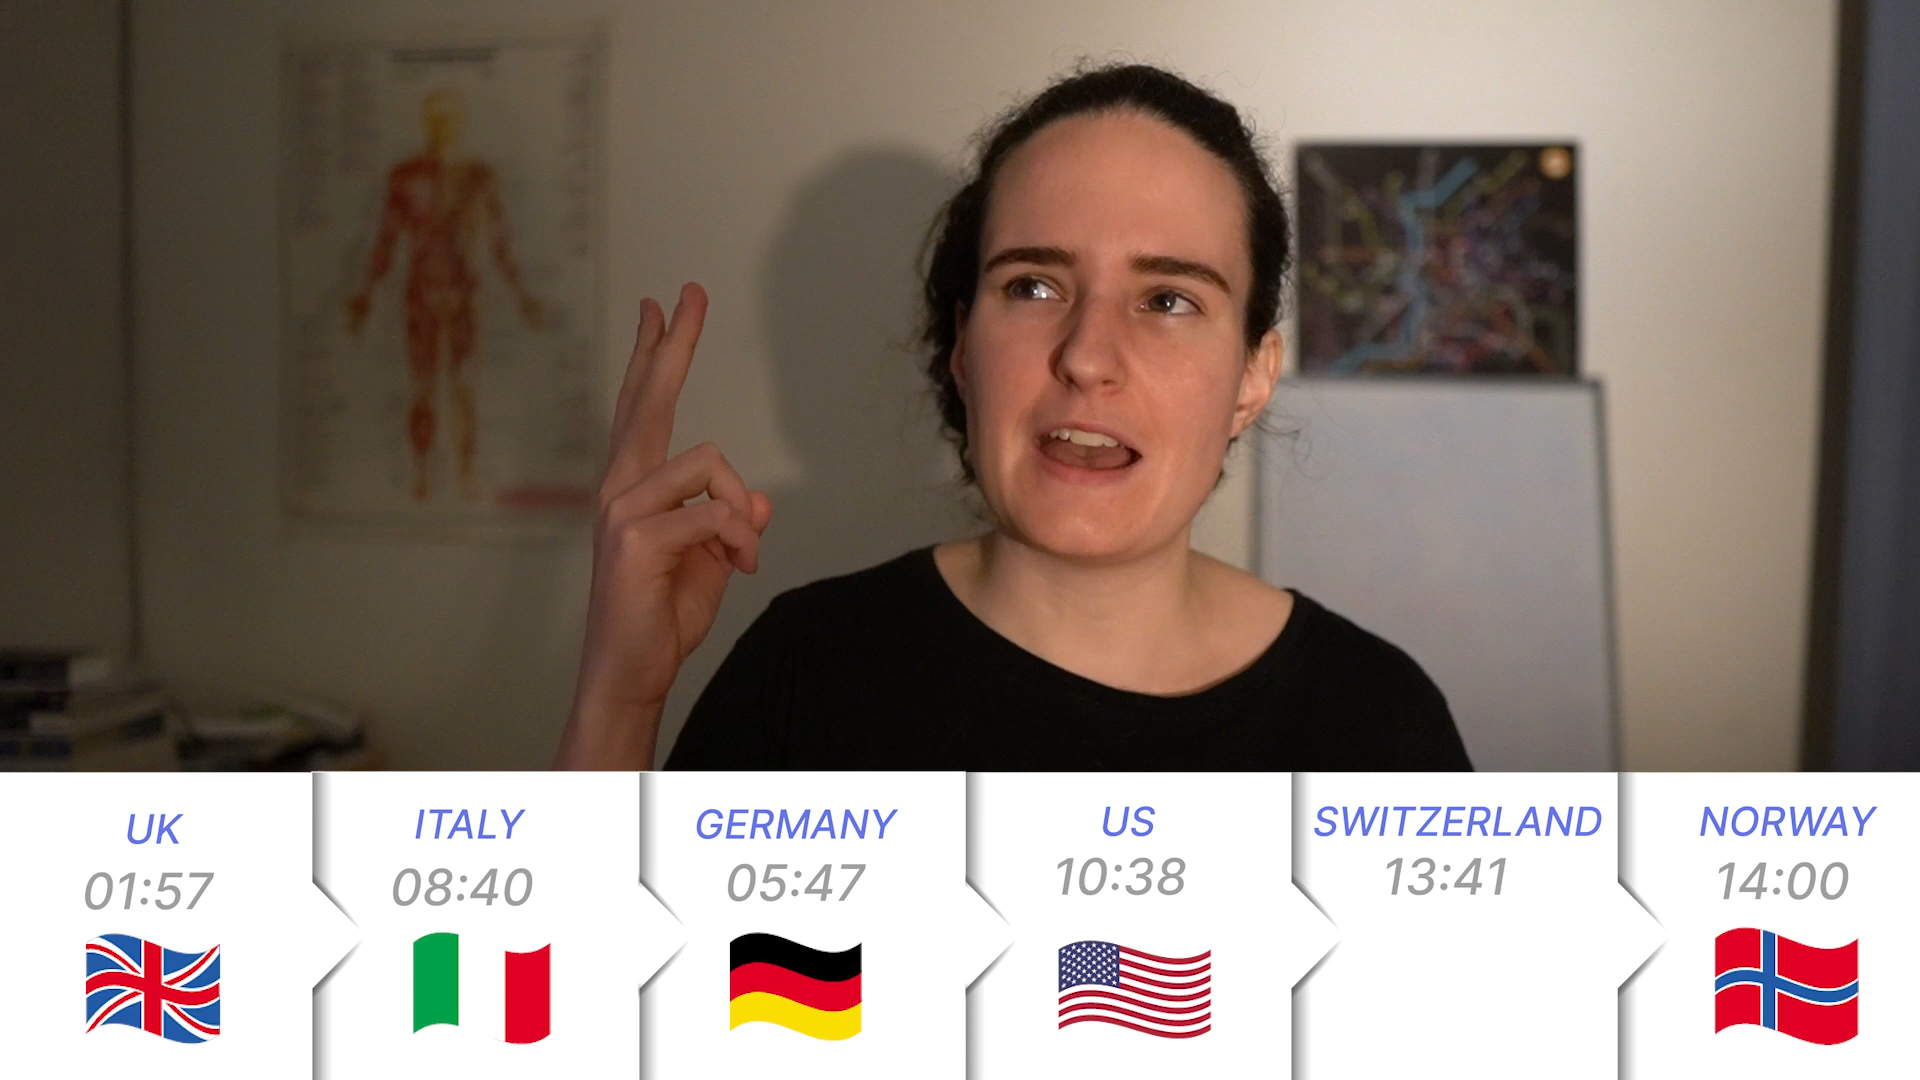 UK
01:57
ITALY
08:40
GERMANY
05:47
US
10:38
SWITZERLAND
13:41
NORWAY
14:00